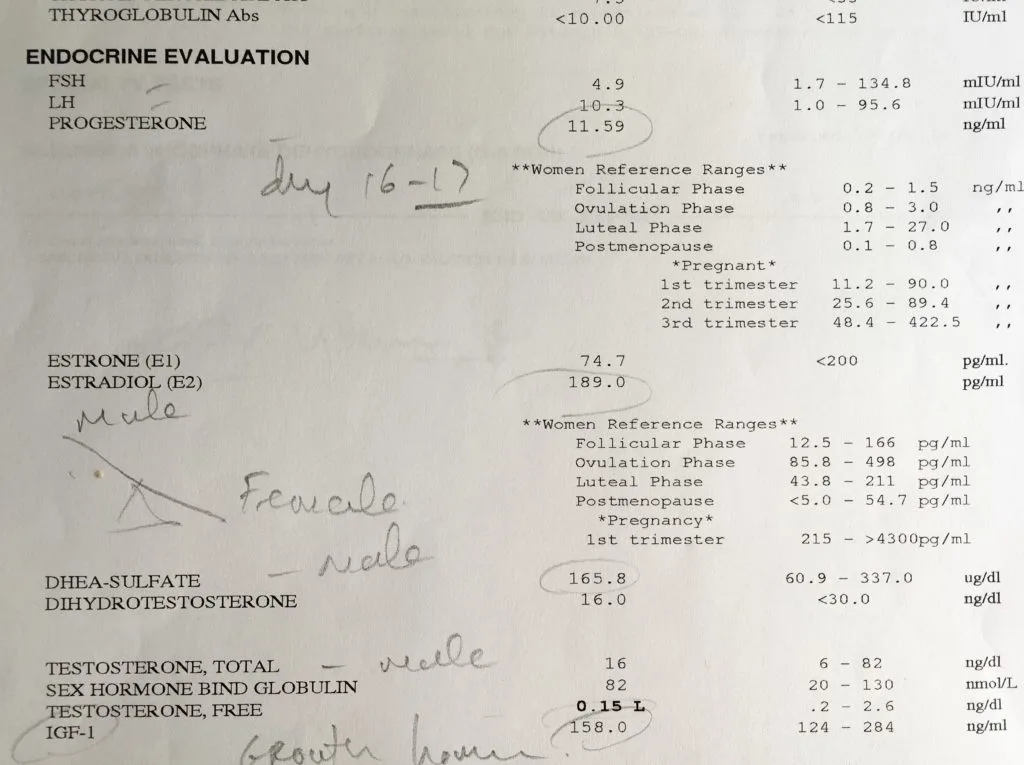 THYROGLOBULIN Abs <10.00 <115 IU/ml
ENDOCRINE EVALUATION
FSH 4.9 1.7 - 134.8 mIU/ml
LH 10.3 1.0 - 95.6 mIU/ml
PROGESTERONE 11.59 ng/ml
day 16-17
**Women Reference Ranges**
Follicular Phase 0.2 - 1.5 ng/ml
Ovulation Phase 0.8 - 3.0 ,,
Luteal Phase 1.7 - 27.0 ,,
Postmenopause 0.1 - 0.8 ,,
*Pregnant*
1st trimester 11.2 - 90.0 ,,
2nd trimester 25.6 - 89.4 ,,
3rd trimester 48.4 - 422.5 ,,
ESTRONE (E1) 74.7 <200 pg/ml.
ESTRADIOL (E2) 189.0 pg/ml
Male
**Women Reference Ranges**
Follicular Phase 12.5 - 166 pg/ml
Ovulation Phase 85.8 - 498 pg/ml
Luteal Phase 43.8 - 211 pg/ml
Postmenopause <5.0 - 54.7 pg/ml
Female
*Pregnancy*
1st trimester 215 - >4300pg/ml
- male
DHEA-SULFATE 165.8 60.9 - 337.0 ug/dl
DIHYDROTESTOSTERONE 16.0 <30.0 ng/dl
TESTOSTERONE, TOTAL - male 16 6 - 82 ng/dl
SEX HORMONE BIND GLOBULIN 82 20 - 130 nmol/L
TESTOSTERONE, FREE 0.15 L .2 - 2.6 ng/dl
IGF-1 158.0 124 - 284 ng/ml
Growth